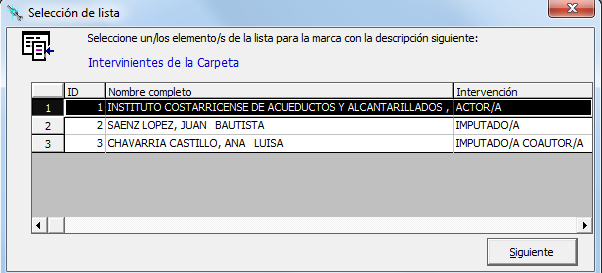 Selección de lista
Seleccione un/los elemento/s de la lista para la marca con la descripción siguiente:
Intervinientes de la Carpeta
ID Nombre completo Intervención
1 1 INSTITUTO COSTARRICENSE DE ACUEDUCTOS Y ALCANTARILLADOS , ACTOR/A
2 2 SAENZ LOPEZ, JUAN BAUTISTA IMPUTADO/A
3 3 CHAVARRIA CASTILLO, ANA LUISA IMPUTADO/A COAUTOR/A
Siguiente